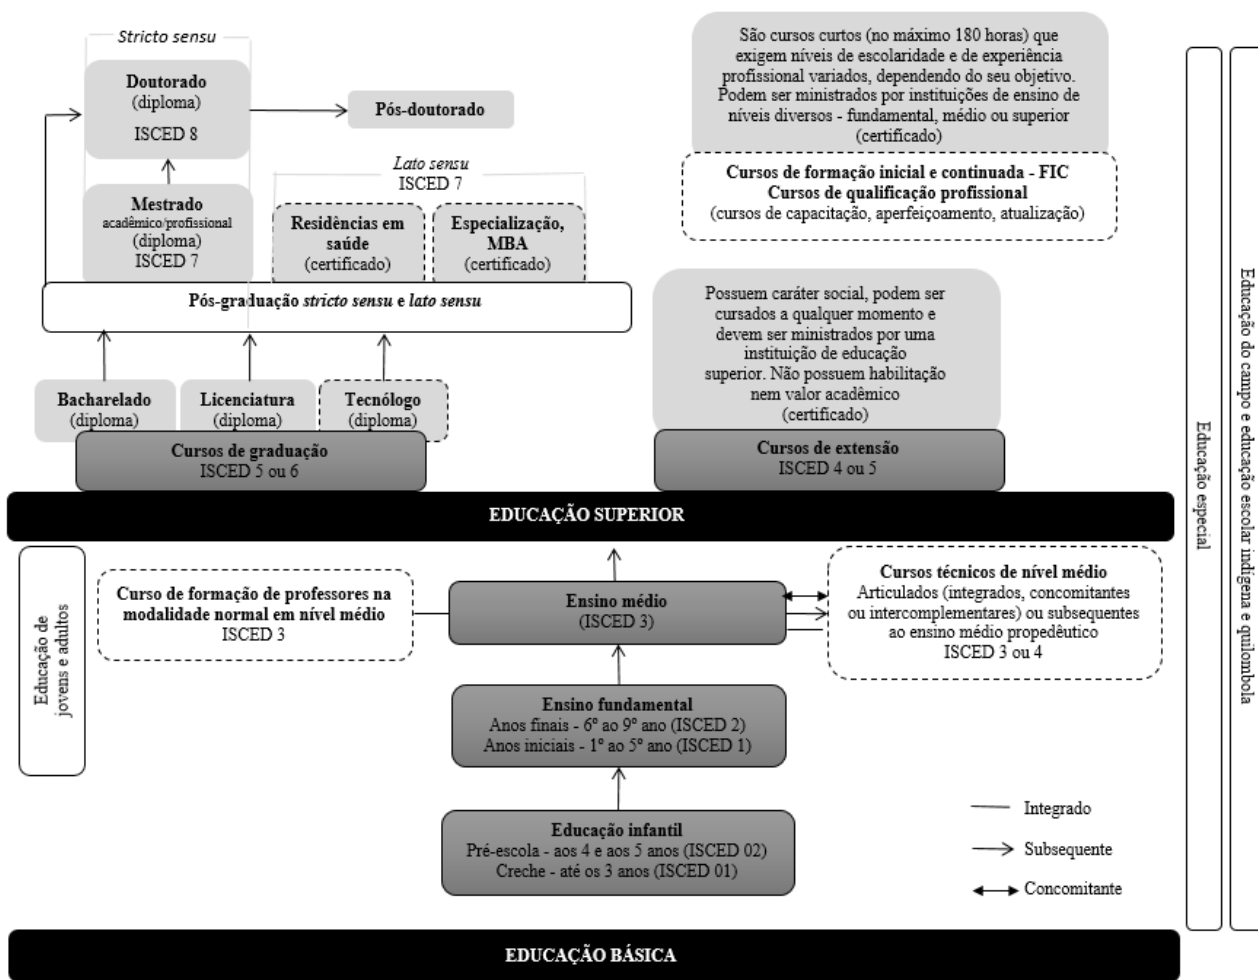 Stricto sensu
Doutorado
(diploma)
ISCED 8
Pós-doutorado
Lato sensu
ISCED 7
Mestrado
acadêmico/profissional
(diploma)
ISCED 7
Residências em
saúde
(certificado)
Especialização,
MBA
(certificado)
Pós-graduação stricto sensu e lato sensu
Bacharelado
(diploma)
Licenciatura
(diploma)
Tecnólogo
(diploma)
Cursos de graduação
ISCED 5 ou 6
São cursos curtos (no máximo 180 horas) que
exigem níveis de escolaridade e de experiência
profissional variados, dependendo do seu objetivo.
Podem ser ministrados por instituições de ensino de
níveis diversos - fundamental, médio ou superior
(certificado)
Cursos de formação inicial e continuada - FIC
Cursos de qualificação profissional
(cursos de capacitação, aperfeiçoamento, atualização)
Possuem caráter social, podem ser
cursados a qualquer momento e
devem ser ministrados por uma
instituição de educação
superior. Não possuem habilitação
nem valor acadêmico
(certificado)
Cursos de extensão
ISCED 4 ou 5
EDUCAÇÃO SUPERIOR
Educação de
jovens e adultos
Curso de formação de professores na
modalidade normal em nível médio
ISCED 3
Ensino médio
(ISCED 3)
Cursos técnicos de nível médio
Articulados (integrados, concomitantes
ou intercomplementares) ou subsequentes
ao ensino médio propedêutico
ISCED 3 ou 4
Ensino fundamental
Anos finais - 6º ao 9º ano (ISCED 2)
Anos iniciais - 1º ao 5º ano (ISCED 1)
Educação infantil
Pré-escola - aos 4 e aos 5 anos (ISCED 02)
Creche - até os 3 anos (ISCED 01)
Integrado
Subsequente
Concomitante
EDUCAÇÃO BÁSICA
Educação especial
Educação do campo e educação escolar indígena e quilombola